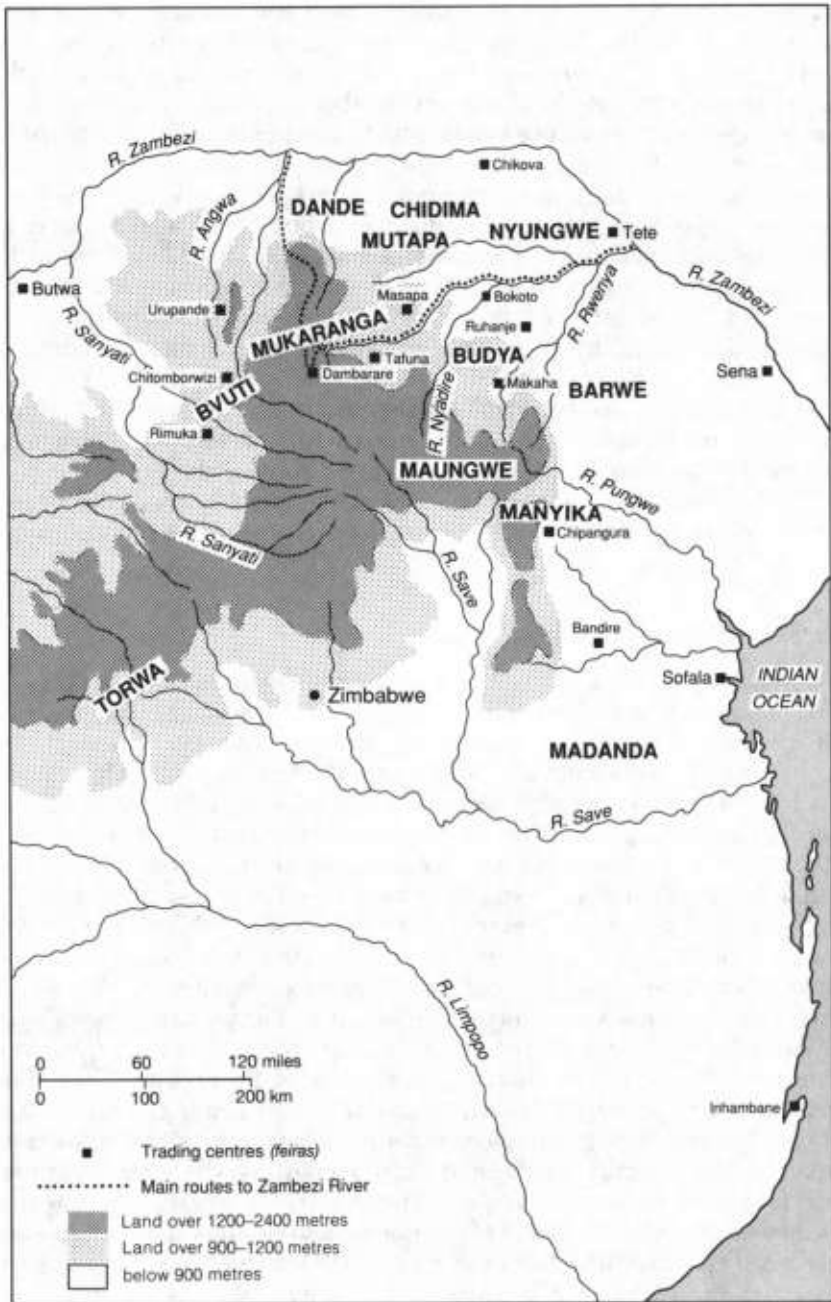 R. Zambezi
Chikova
R. Angwa
DANDE
CHIDIMA
MUTAPA
NYUNGWE
Tete
R. Zambezi
Butwa
Urupande
Masapa
Bokoto
R. Rwenya
R. Sanyati
MUKARANGA
Ruhanje
BUDYA
Tafuna
Dambarare
Chitomborwizi
BVUTI
Makaha
BARWE
Sena
R. Nyadire
Rimuka
MAUNGWE
R. Pungwe
MANYIKA
Chipangura
R. Sanyati
R. Save
Bandire
TORWA
Zimbabwe
Sofala
INDIAN
OCEAN
MADANDA
R. Save
R. Limpopo
0 60 120 miles
0 100 200 km
Inhambane
Trading centres (feiras)
Main routes to Zambezi River
Land over 1200–2400 metres
Land over 900–1200 metres
below 900 metres